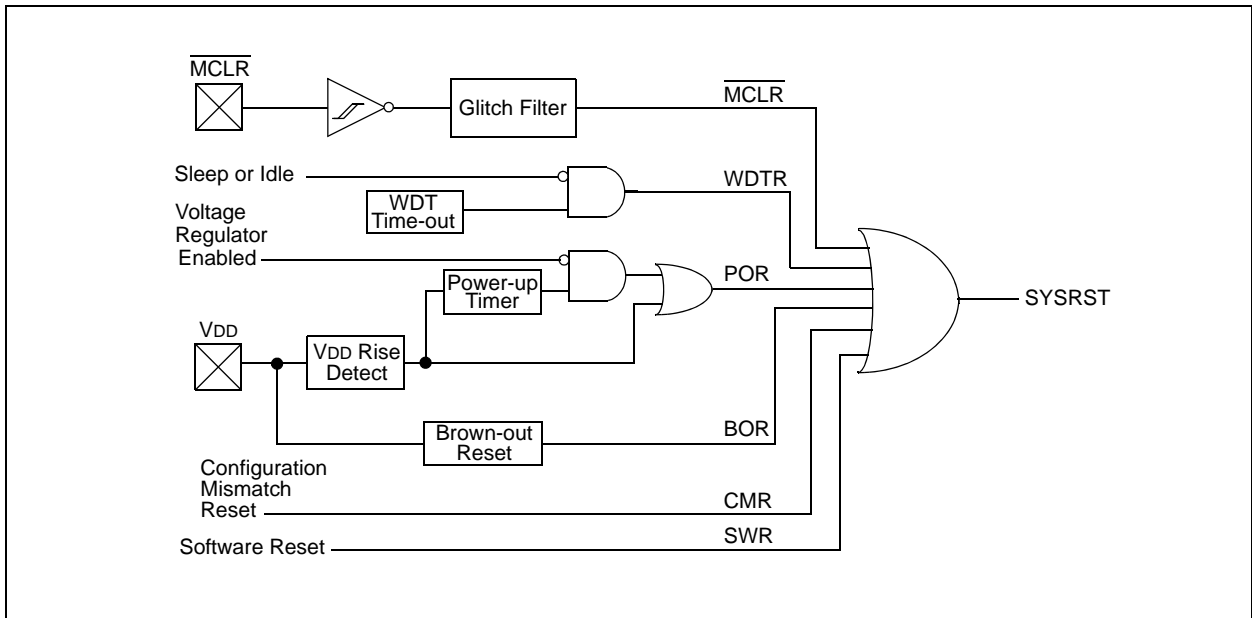 MCLR
Glitch Filter
MCLR
Sleep or Idle
WDTR
WDT
Time-out
Voltage
Regulator
Enabled
Power-up
Timer
POR
SYSRST
VDD
VDD Rise
Detect
Brown-out
Reset
BOR
Configuration
Mismatch
Reset
CMR
Software Reset
SWR